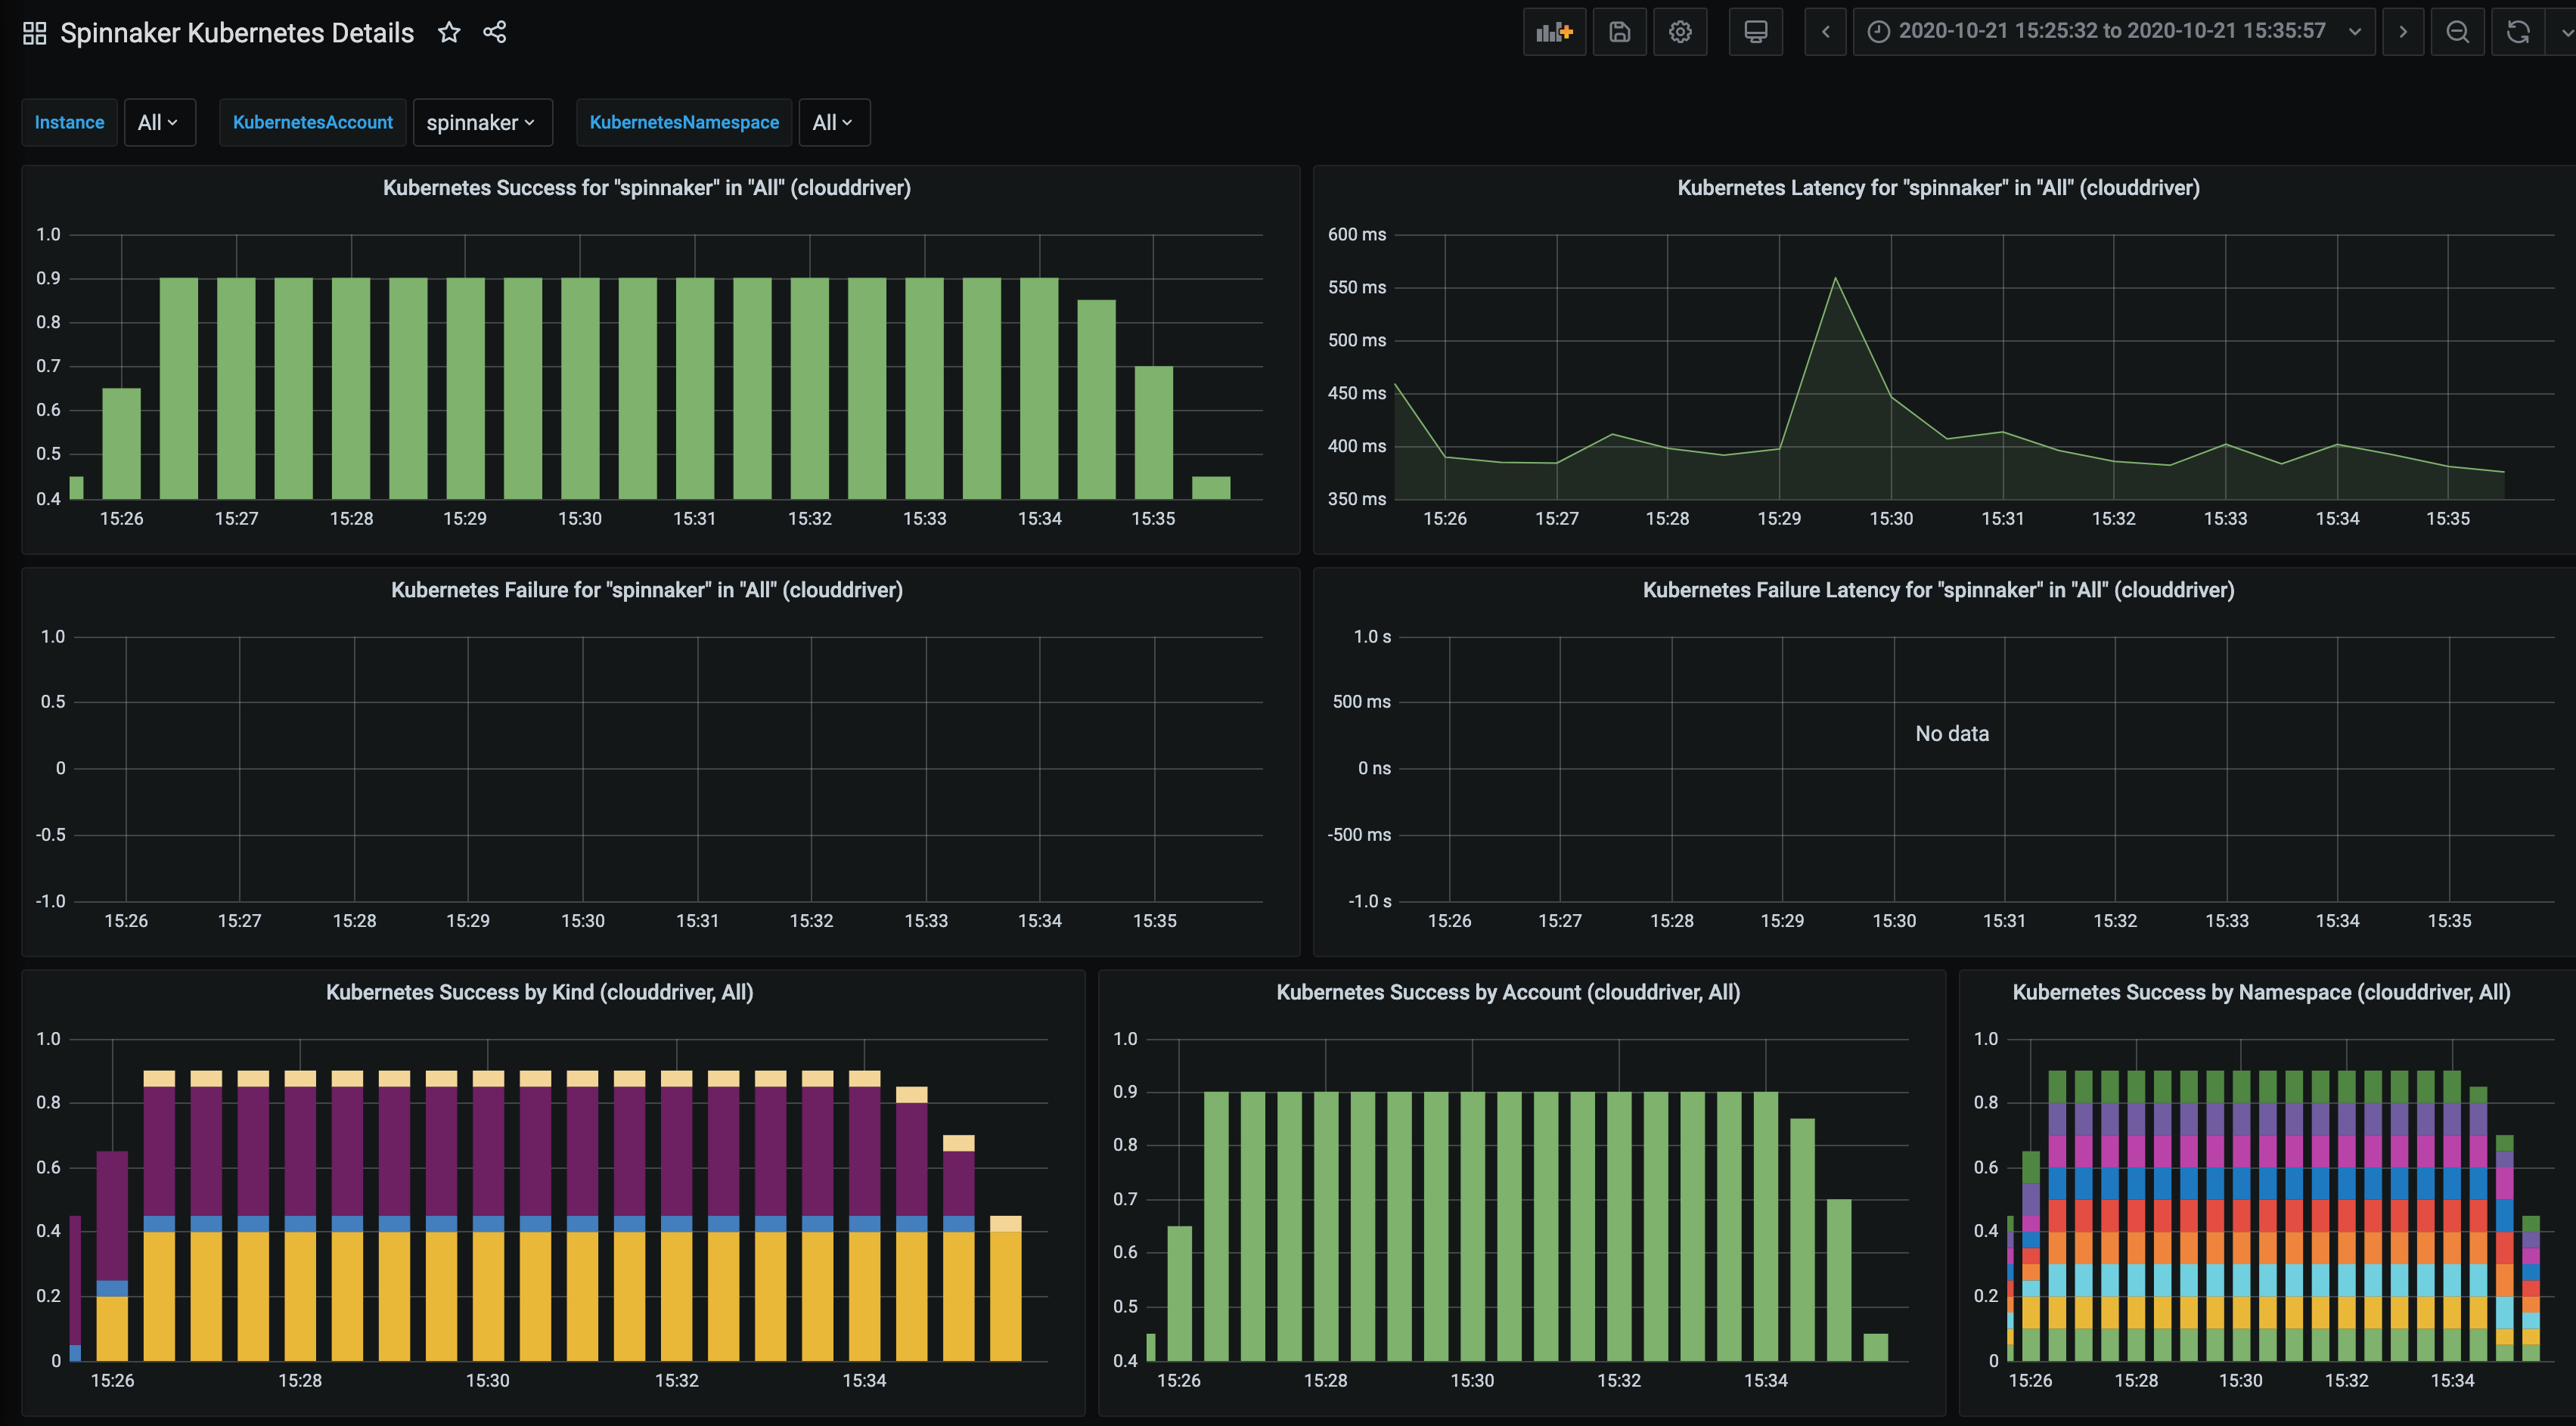 Spinnaker Kubernetes Details
2020-10-21 15:25:32 to 2020-10-21 15:35:57
Instance All KubernetesAccount spinnaker KubernetesNamespace All
Kubernetes Success for "spinnaker" in "All" (clouddriver)
1.0
0.9
0.8
0.7
0.6
0.5
0.4
15:26 15:27 15:28 15:29 15:30 15:31 15:32 15:33 15:34 15:35
Kubernetes Latency for "spinnaker" in "All" (clouddriver)
600 ms
550 ms
500 ms
450 ms
400 ms
350 ms
15:26 15:27 15:28 15:29 15:30 15:31 15:32 15:33 15:34 15:35
Kubernetes Failure for "spinnaker" in "All" (clouddriver)
1.0
0.5
0
-0.5
-1.0
15:26 15:27 15:28 15:29 15:30 15:31 15:32 15:33 15:34 15:35
Kubernetes Failure Latency for "spinnaker" in "All" (clouddriver)
1.0 s
500 ms
No data
0 ns
-500 ms
-1.0 s
15:26 15:27 15:28 15:29 15:30 15:31 15:32 15:33 15:34 15:35
Kubernetes Success by Kind (clouddriver, All)
1.0
0.8
0.6
0.4
0.2
0
15:26 15:28 15:30 15:32 15:34
Kubernetes Success by Account (clouddriver, All)
1.0
0.9
0.8
0.7
0.6
0.5
0.4
15:26 15:28 15:30 15:32 15:34
Kubernetes Success by Namespace (clouddriver, All)
1.0
0.8
0.6
0.4
0.2
0
15:26 15:28 15:30 15:32 15:34